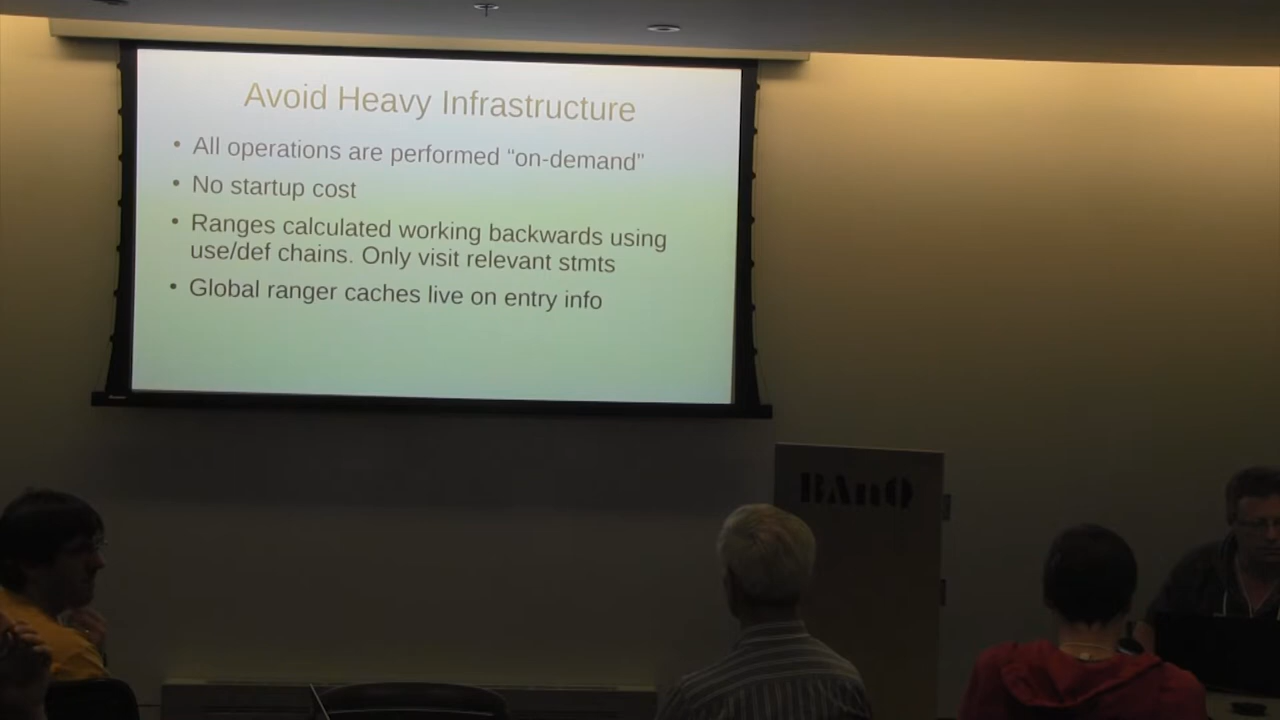 Avoid Heavy Infrastructure
• All operations are performed “on-demand”
• No startup cost
• Ranges calculated working backwards using
use/def chains. Only visit relevant stmts
• Global ranger caches live on entry info
BAnQ